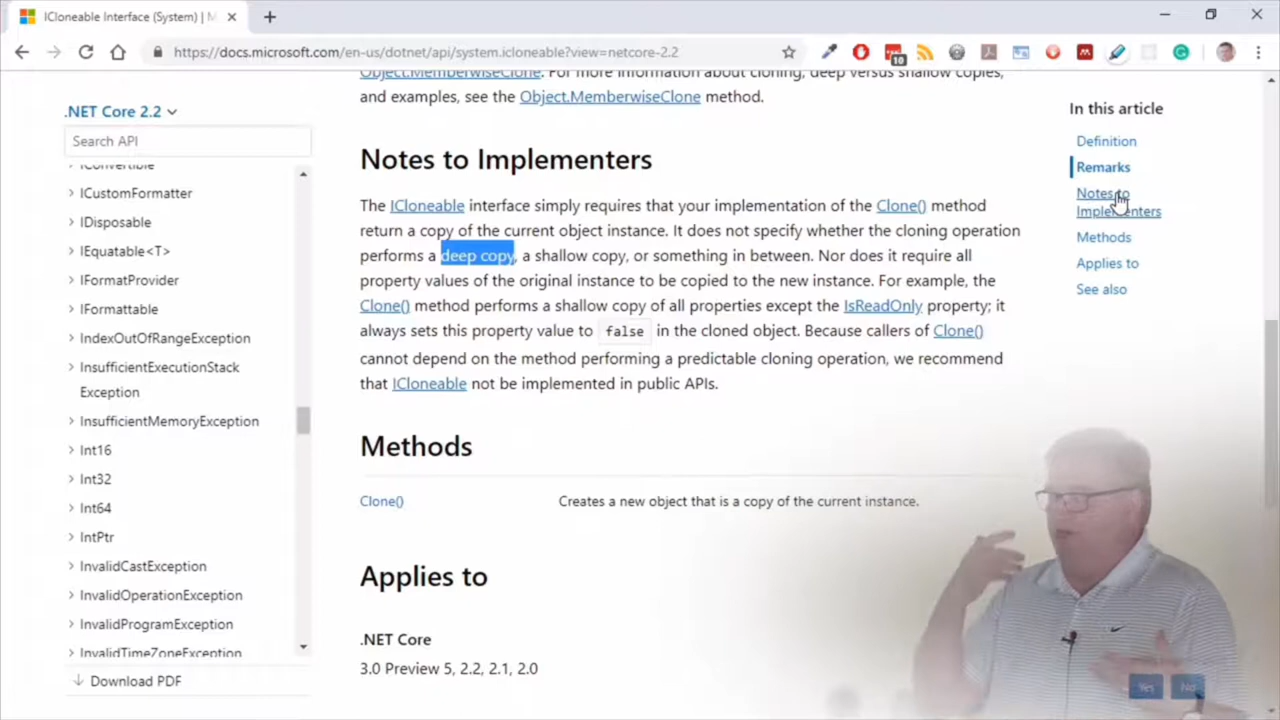 ICloneable Interface (System) | M
https://docs.microsoft.com/en-us/dotnet/api/system.icloneable?view=netcore-2.2
10
.NET Core 2.2
Search API
IConvertible
ICustomFormatter
IDisposable
IEquatable<T>
IFormatProvider
IFormattable
IndexOutOfRangeException
InsufficientExecutionStack
Exception
InsufficientMemoryException
Int16
Int32
Int64
IntPtr
InvalidCastException
InvalidOperationException
InvalidProgramException
InvalidTimeZoneException
Download PDF
Object.MemberwiseClone. For more information about cloning, deep versus shallow copies,
and examples, see the Object.MemberwiseClone method.
Notes to Implementers
The ICloneable interface simply requires that your implementation of the Clone() method
return a copy of the current object instance. It does not specify whether the cloning operation
performs a deep copy, a shallow copy, or something in between. Nor does it require all
property values of the original instance to be copied to the new instance. For example, the
Clone() method performs a shallow copy of all properties except the IsReadOnly property; it
always sets this property value to false in the cloned object. Because callers of Clone()
cannot depend on the method performing a predictable cloning operation, we recommend
that ICloneable not be implemented in public APIs.
Methods
Clone() Creates a new object that is a copy of the current instance.
Applies to
.NET Core
3.0 Preview 5, 2.2, 2.1, 2.0
In this article
Definition
Remarks
Notes to
Implementers
Methods
Applies to
See also
Yes No